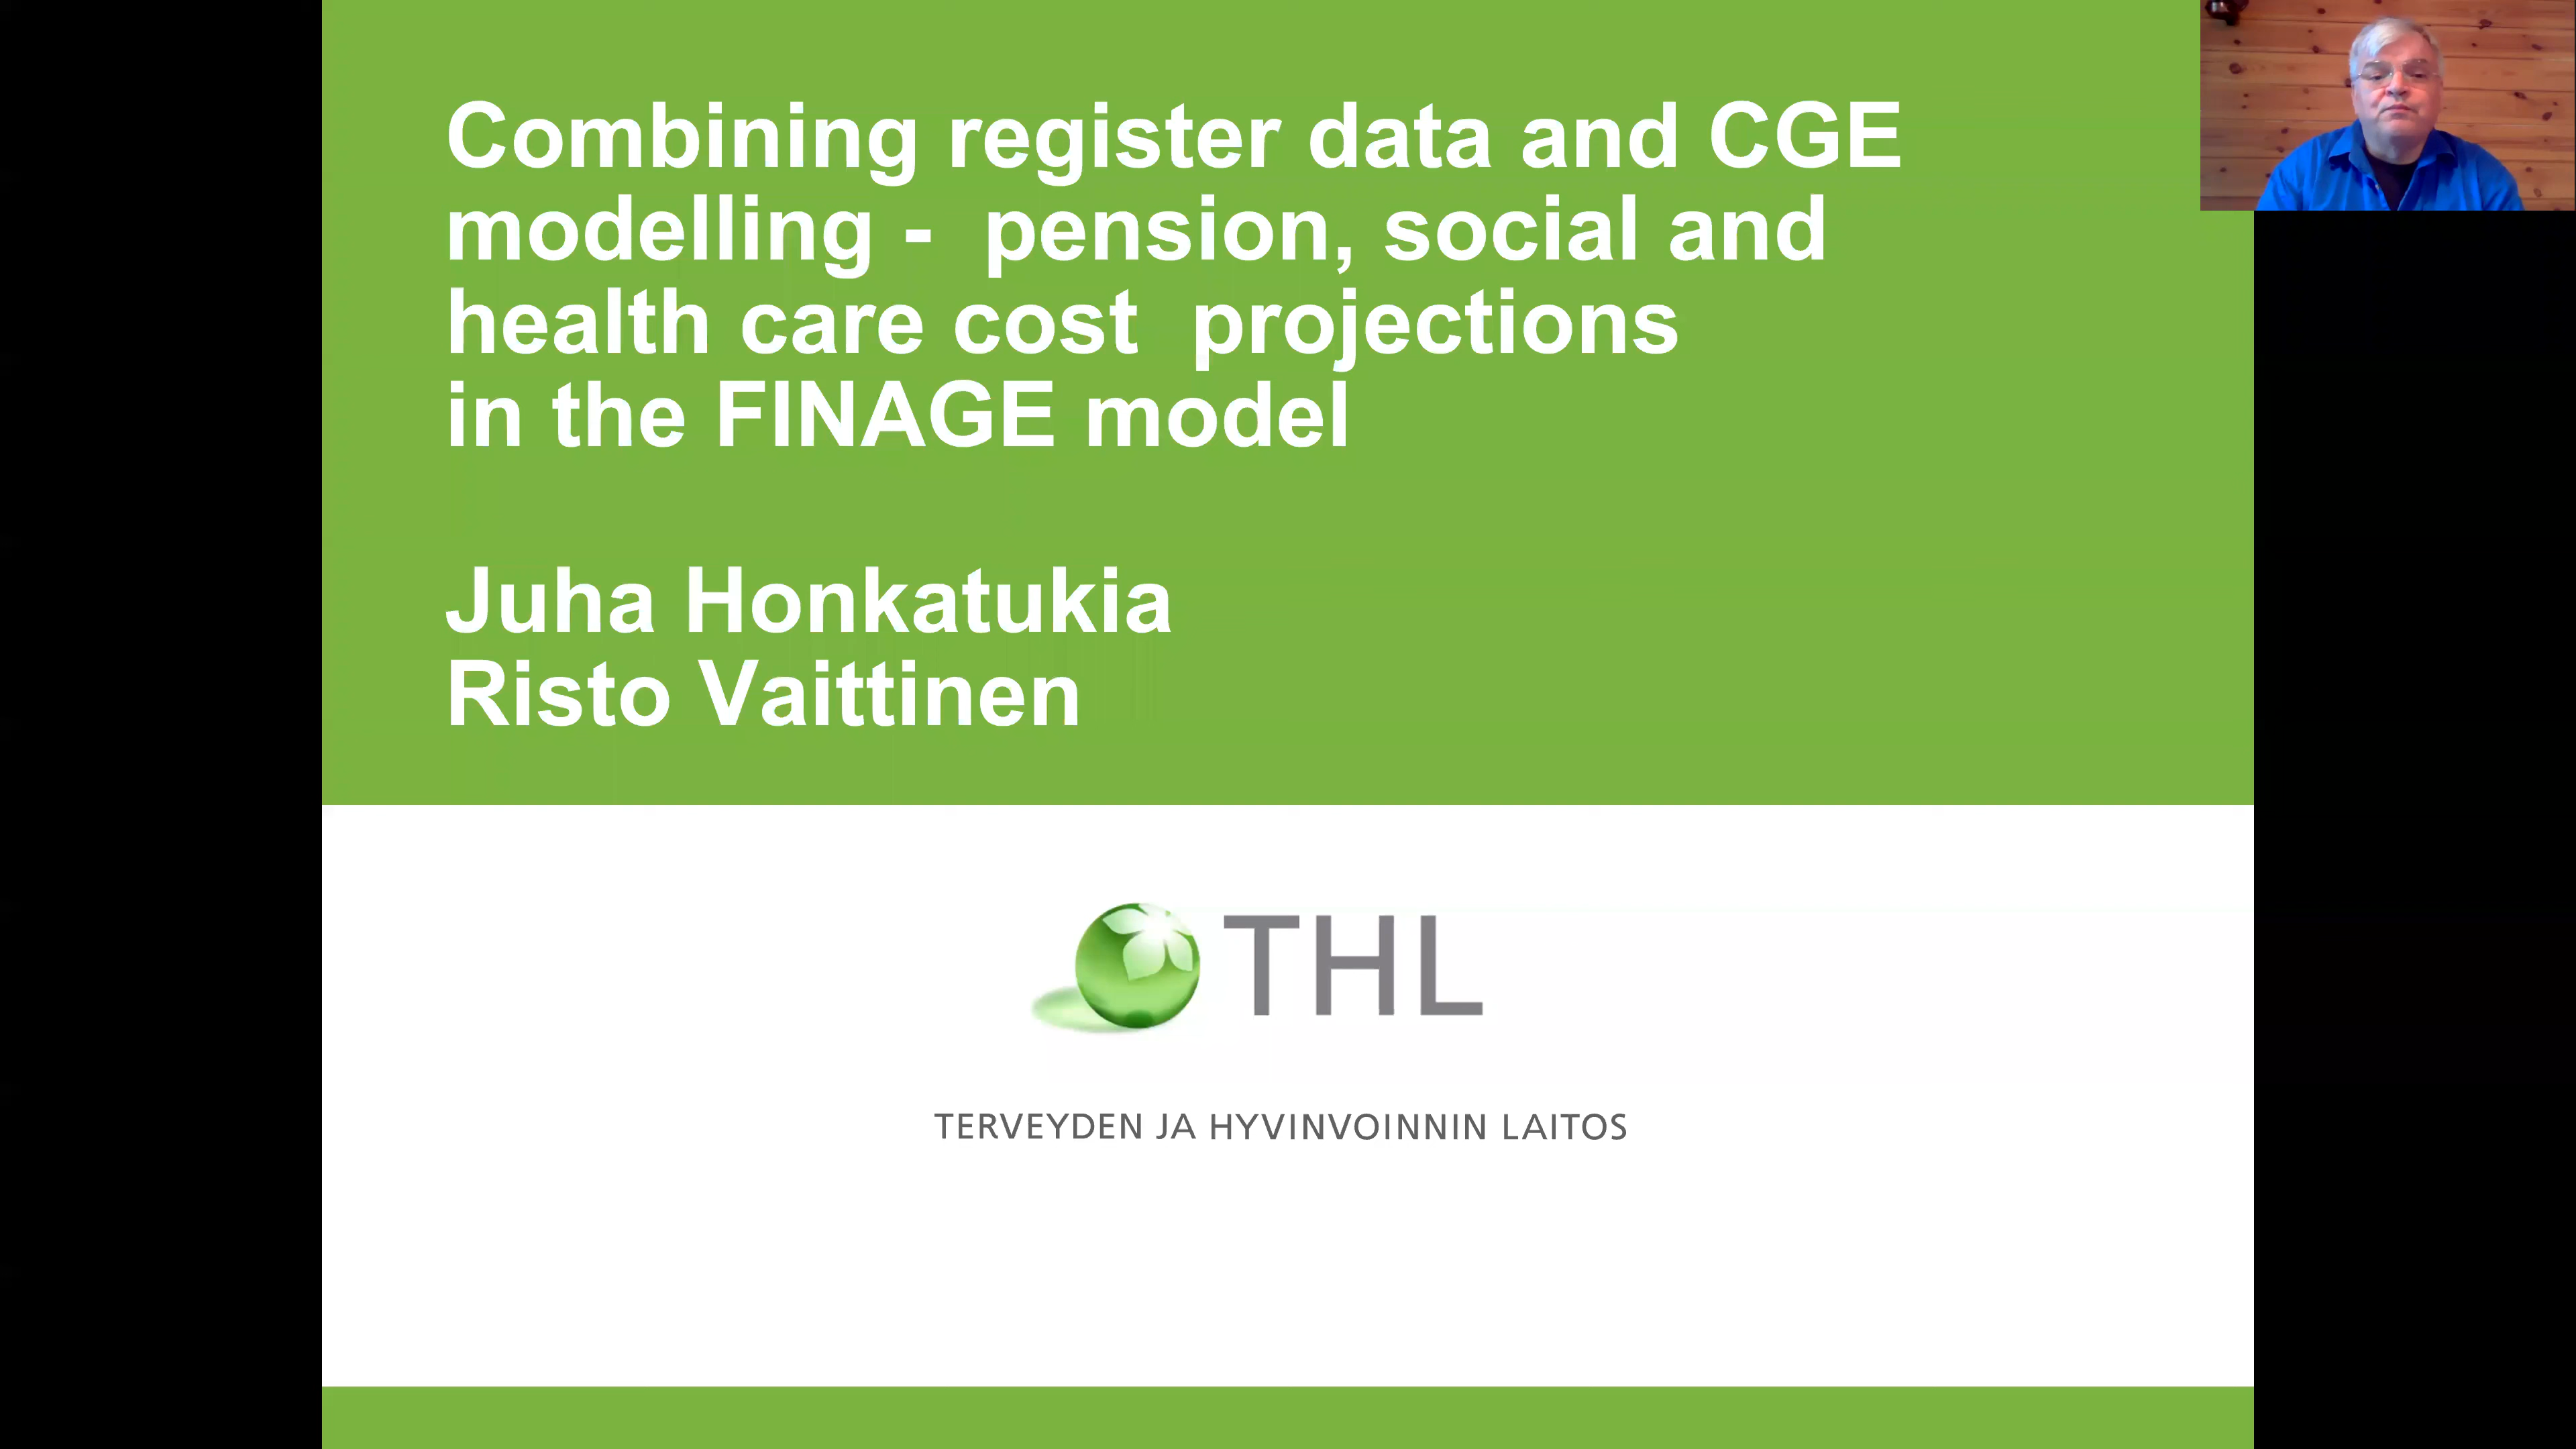 Combining register data and CGE
modelling -  pension, social and
health care cost  projections
in the FINAGE model
Juha Honkatukia
Risto Vaittinen
THL
TERVEYDEN JA HYVINVOINNIN LAITOS